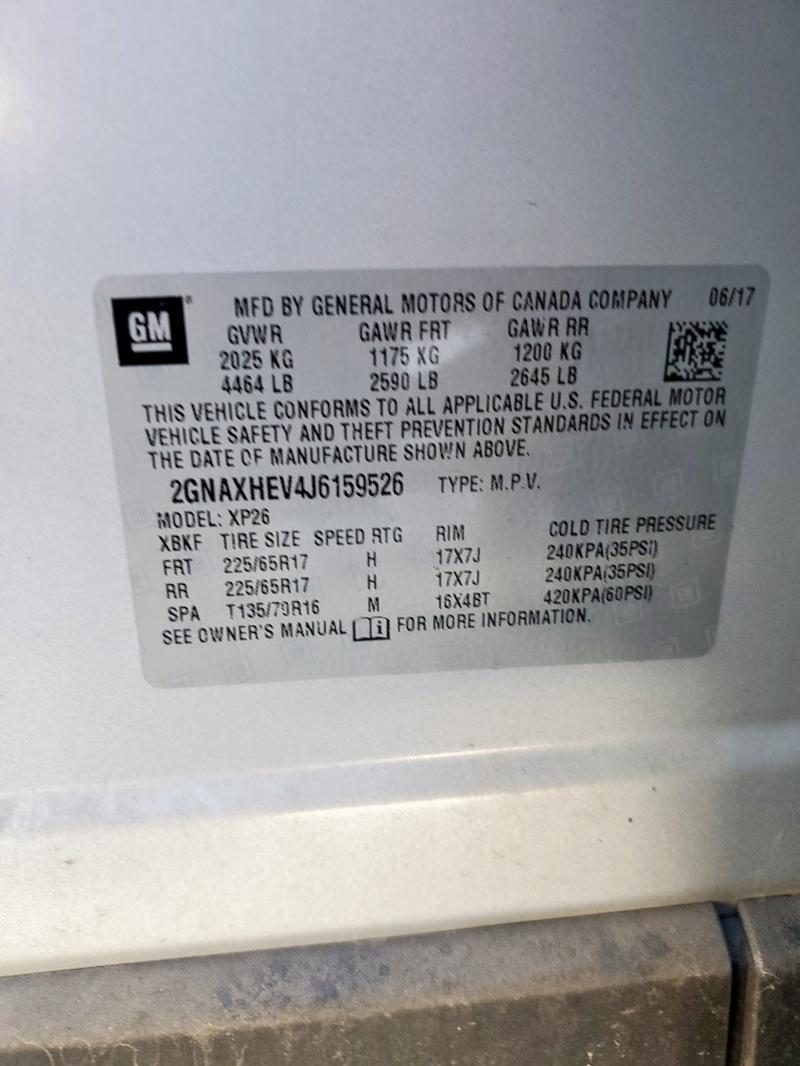 GM ® MFD BY GENERAL MOTORS OF CANADA COMPANY 06/17
GVWR GAWR FRT GAWR RR
2025 KG 1175 KG 1200 KG
4464 LB 2590 LB 2645 LB
THIS VEHICLE CONFORMS TO ALL APPLICABLE U.S. FEDERAL MOTOR
VEHICLE SAFETY AND THEFT PREVENTION STANDARDS IN EFFECT ON
THE DATE OF MANUFACTURE SHOWN ABOVE.
2GNAXHEV4J6159526 TYPE: M.P.V.
MODEL: XP26
XBKF TIRE SIZE SPEED RTG RIM COLD TIRE PRESSURE
FRT 225/65R17 H 17X7J 240KPA(35PSI)
RR 225/65R17 H 17X7J 240KPA(35PSI)
SPA T135/70R16 M 16X4BT 420KPA(60PSI)
SEE OWNER'S MANUAL i FOR MORE INFORMATION.